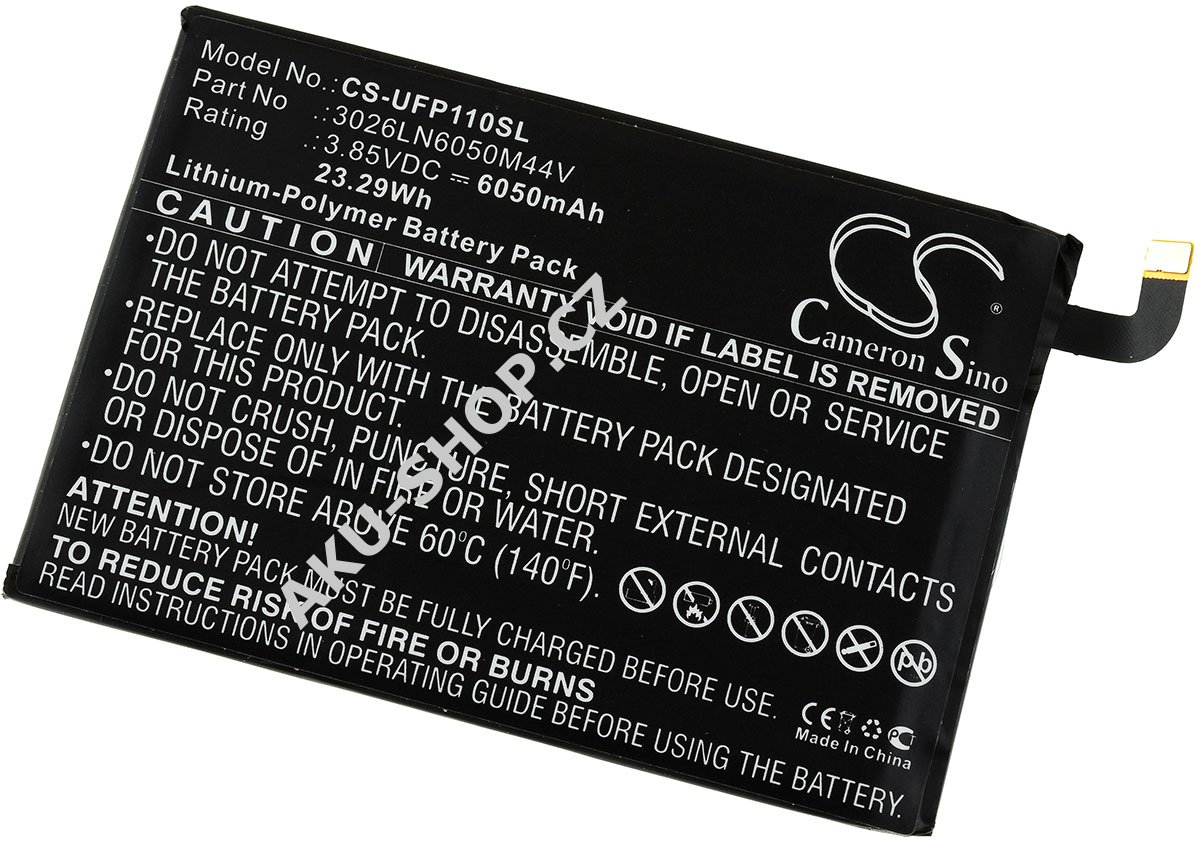 Model No.: CS-UFP110SL
Part No : 3026LN6050M44V
Rating : 3.85VDC ⎓ 6050mAh
23.29Wh
Lithium-Polymer Battery Pack
CAUTION WARRANTY VOID IF LABEL IS REMOVED
•DO NOT ATTEMPT TO DISASSEMBLE, OPEN OR SERVICE
THE BATTERY PACK.
•REPLACE ONLY WITH THE BATTERY PACK DESIGNATED
FOR THIS PRODUCT.
•DO NOT CRUSH, PUNCTURE, SHORT EXTERNAL CONTACTS
OR DISPOSE OF IN FIRE OR WATER.
•DO NOT STORE ABOVE 60°C (140°F).
ATTENTION!
NEW BATTERY PACK MUST BE FULLY CHARGED BEFORE USE.
TO REDUCE RISK OF FIRE OR BURNS
READ INSTRUCTIONS IN OPERATING GUIDE BEFORE USING THE BATTERY.
CS
®
Cameron Sino
Pb
CE PC
Made In China
AKU-SHOP.CZ